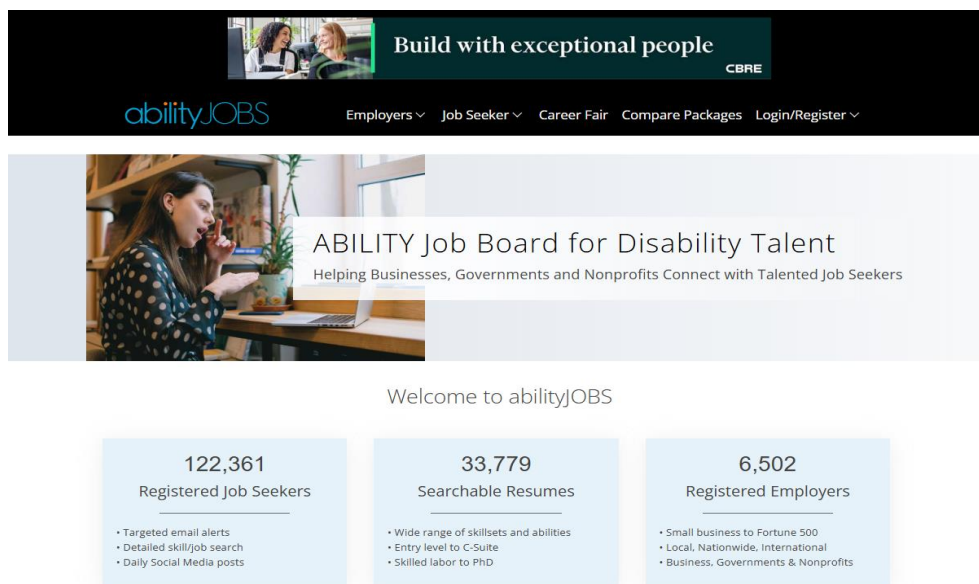 Build with exceptional people
CBRE
abilityJOBS
Employers Job Seeker Career Fair Compare Packages Login/Register
ABILITY Job Board for Disability Talent
Helping Businesses, Governments and Nonprofits Connect with Talented Job Seekers
Welcome to abilityJOBS
122,361
Registered Job Seekers
• Targeted email alerts
• Detailed skill/job search
• Daily Social Media posts
33,779
Searchable Resumes
• Wide range of skillsets and abilities
• Entry level to C-Suite
• Skilled labor to PhD
6,502
Registered Employers
• Small business to Fortune 500
• Local, Nationwide, International
• Business, Governments & Nonprofits